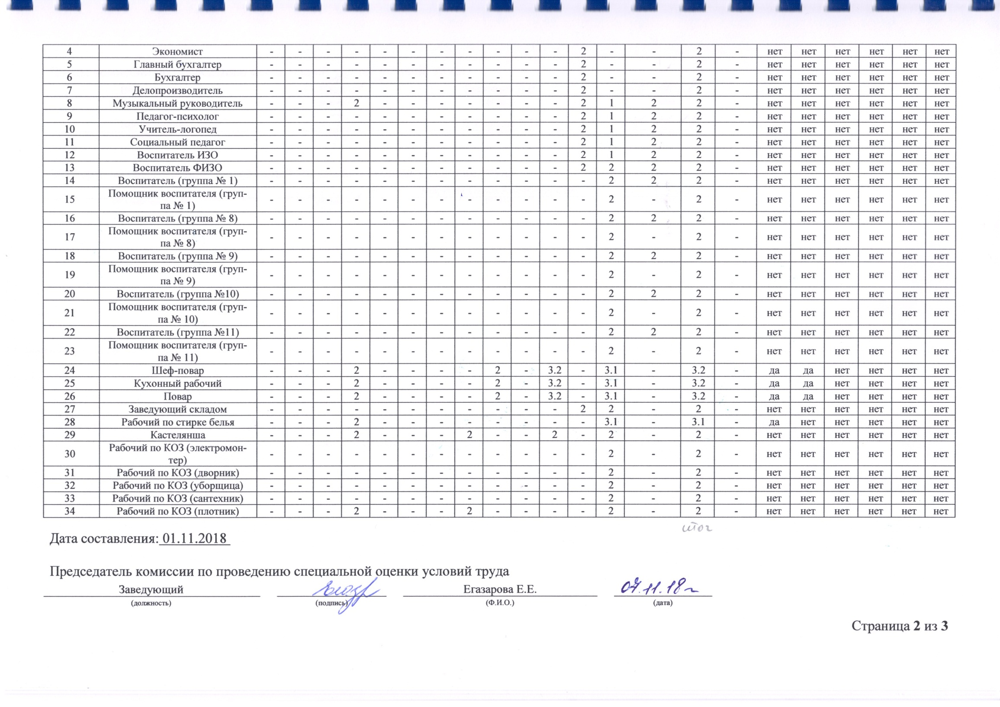 4 Экономист - - - - - - - - - - - 2 - - 2 - нет нет нет нет нет нет
5 Главный бухгалтер - - - - - - - - - - - 2 - - 2 - нет нет нет нет нет нет
6 Бухгалтер - - - - - - - - - - - 2 - - 2 - нет нет нет нет нет нет
7 Делопроизводитель - - - - - - - - - - - 2 - - 2 - нет нет нет нет нет нет
8 Музыкальный руководитель - - - 2 - - - - - - - 2 1 2 2 - нет нет нет нет нет нет
9 Педагог-психолог - - - - - - - - - - - 2 1 2 2 - нет нет нет нет нет нет
10 Учитель-логопед - - - - - - - - - - - 2 1 2 2 - нет нет нет нет нет нет
11 Социальный педагог - - - - - - - - - - - 2 1 2 2 - нет нет нет нет нет нет
12 Воспитатель ИЗО - - - - - - - - - - - 2 1 2 2 - нет нет нет нет нет нет
13 Воспитатель ФИЗО - - - - - - - - - - - 2 2 2 2 - нет нет нет нет нет нет
14 Воспитатель (группа № 1) - - - - - - - - - - - - 2 2 2 - нет нет нет нет нет нет
15 Помощник воспитателя (груп-
па № 1) - - - - - - - - - - - - 2 - 2 - нет нет нет нет нет нет
16 Воспитатель (группа № 8) - - - - - - - - - - - - 2 2 2 - нет нет нет нет нет нет
17 Помощник воспитателя (груп-
па № 8) - - - - - - - - - - - - 2 - 2 - нет нет нет нет нет нет
18 Воспитатель (группа № 9) - - - - - - - - - - - - 2 2 2 - нет нет нет нет нет нет
19 Помощник воспитателя (груп-
па № 9) - - - - - - - - - - - - 2 - 2 - нет нет нет нет нет нет
20 Воспитатель (группа №10) - - - - - - - - - - - - 2 2 2 - нет нет нет нет нет нет
21 Помощник воспитателя (груп-
па № 10) - - - - - - - - - - - - 2 - 2 - нет нет нет нет нет нет
22 Воспитатель (группа №11) - - - - - - - - - - - - 2 2 2 - нет нет нет нет нет нет
23 Помощник воспитателя (груп-
па № 11) - - - - - - - - - - - - 2 - 2 - нет нет нет нет нет нет
24 Шеф-повар - - - 2 - - - - 2 - 3.2 - 3.1 - 3.2 - да да нет нет нет нет
25 Кухонный рабочий - - - 2 - - - - 2 - 3.2 - 3.1 - 3.2 - да да нет нет нет нет
26 Повар - - - 2 - - - - 2 - 3.2 - 3.1 - 3.2 - да да нет нет нет нет
27 Заведующий складом - - - - - - - - - - - 2 2 - 2 - нет нет нет нет нет нет
28 Рабочий по стирке белья - - - 2 - - - - - - - - 3.1 - 3.1 - да нет нет нет нет нет
29 Кастелянша - - - 2 - - - 2 - - 2 - 2 - 2 - нет нет нет нет нет нет
30 Рабочий по КОЗ (электромон-
тер) - - - - - - - - - - - - 2 - 2 - нет нет нет нет нет нет
31 Рабочий по КОЗ (дворник) - - - - - - - - - - - - 2 - 2 - нет нет нет нет нет нет
32 Рабочий по КОЗ (уборщица) - - - - - - - - - - - - 2 - 2 - нет нет нет нет нет нет
33 Рабочий по КОЗ (сантехник) - - - - - - - - - - - - 2 - 2 - нет нет нет нет нет нет
34 Рабочий по КОЗ (плотник) - - - 2 - - - 2 - - - - 2 - 2 - нет нет нет нет нет нет
итог
Дата составления: 01.11.2018
Председатель комиссии по проведению специальной оценки условий труда
Заведующий Егазарова Е.Е. 07.11.18г
(должность) (подпись) (Ф.И.О.) (дата)
Страница 2 из 3